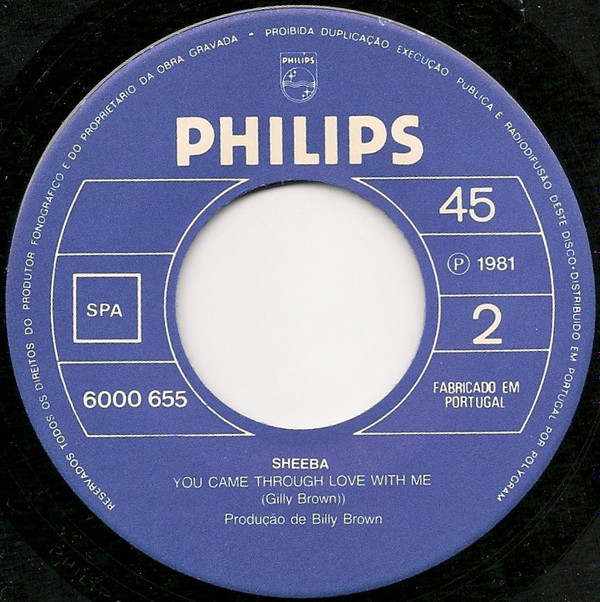 RESERVADOS TODOS OS DIREITOS DO PRODUTOR FONOGRÁFICO E DO PROPRIETÁRIO DA OBRA GRAVADA - PROIBIDA DUPLICAÇÃO EXECUÇÃO PUBLICA E RADIODIFUSÃO DESTE DISCO • DISTRIBUIDO EM PORTUGAL POR POLYGRAM
PHILIPS
PHILIPS
45
℗ 1981
SPA
2
6000 655
FABRICADO EM
PORTUGAL
SHEEBA
YOU CAME THROUGH LOVE WITH ME
(Gilly Brown))
Produção de Billy Brown